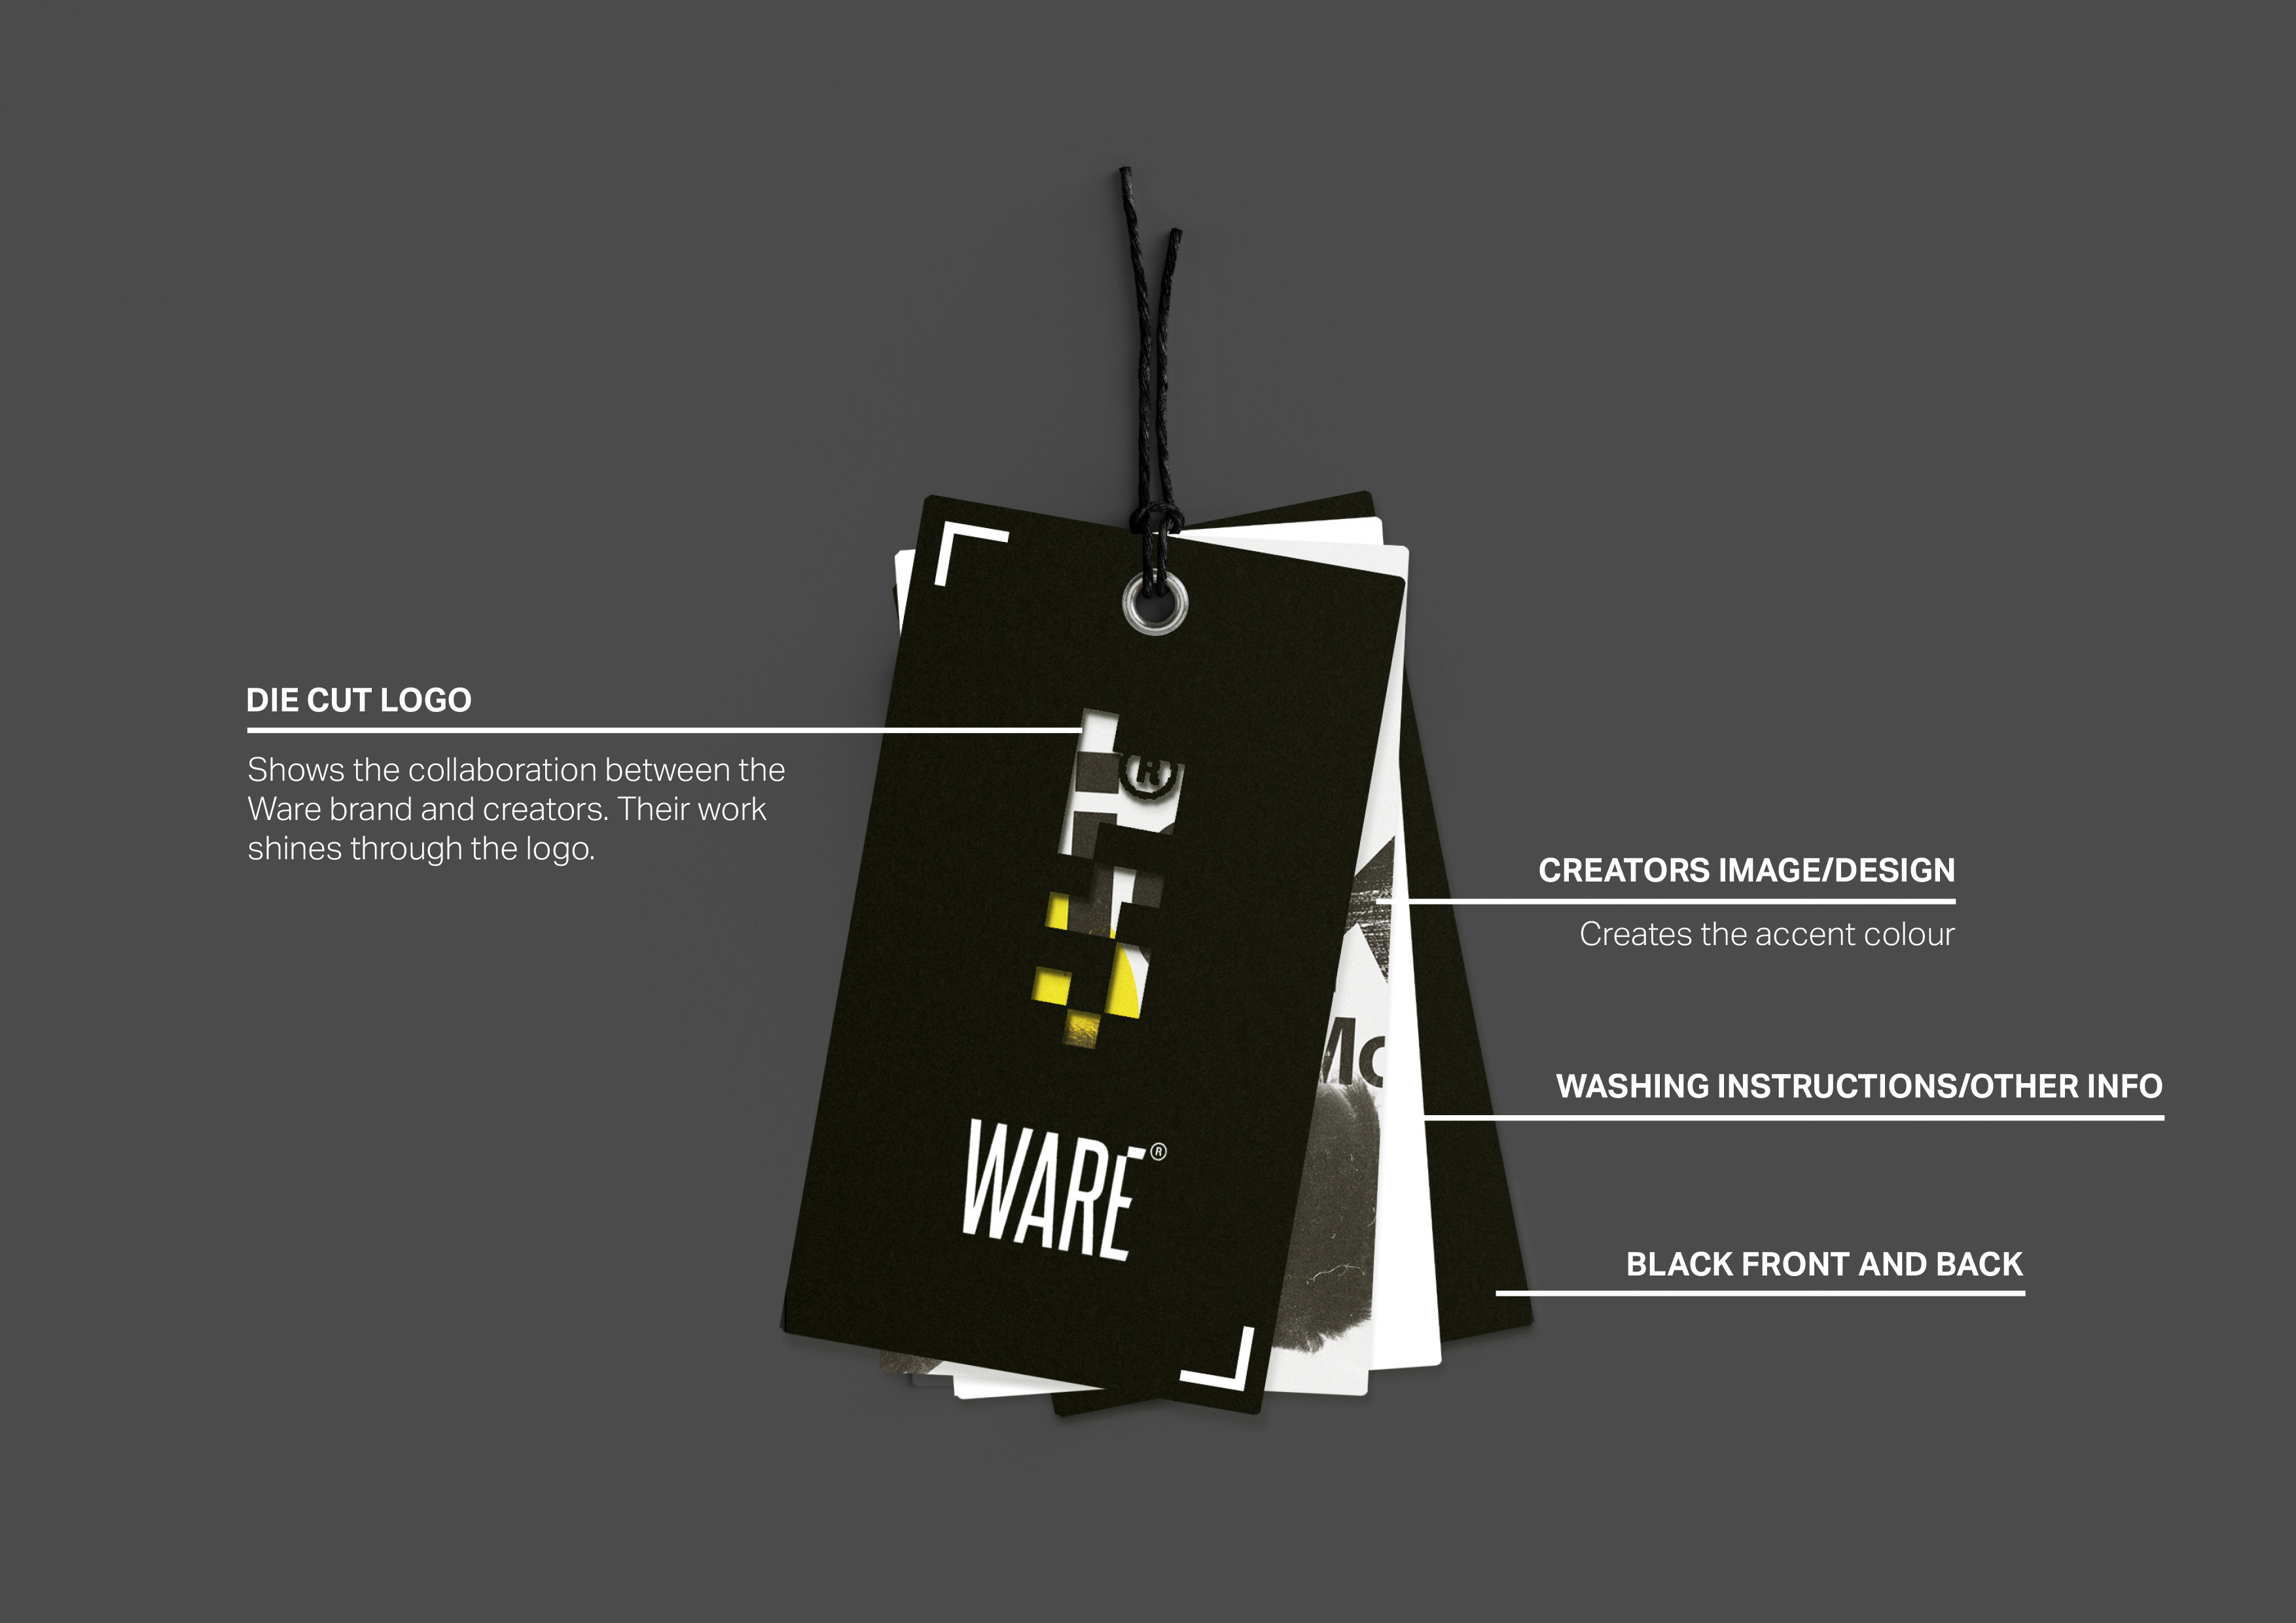 DIE CUT LOGO
Shows the collaboration between the
Ware brand and creators. Their work
shines through the logo.
®
CREATORS IMAGE/DESIGN
Creates the accent colour
Mc
WASHING INSTRUCTIONS/OTHER INFO
WARE®
BLACK FRONT AND BACK